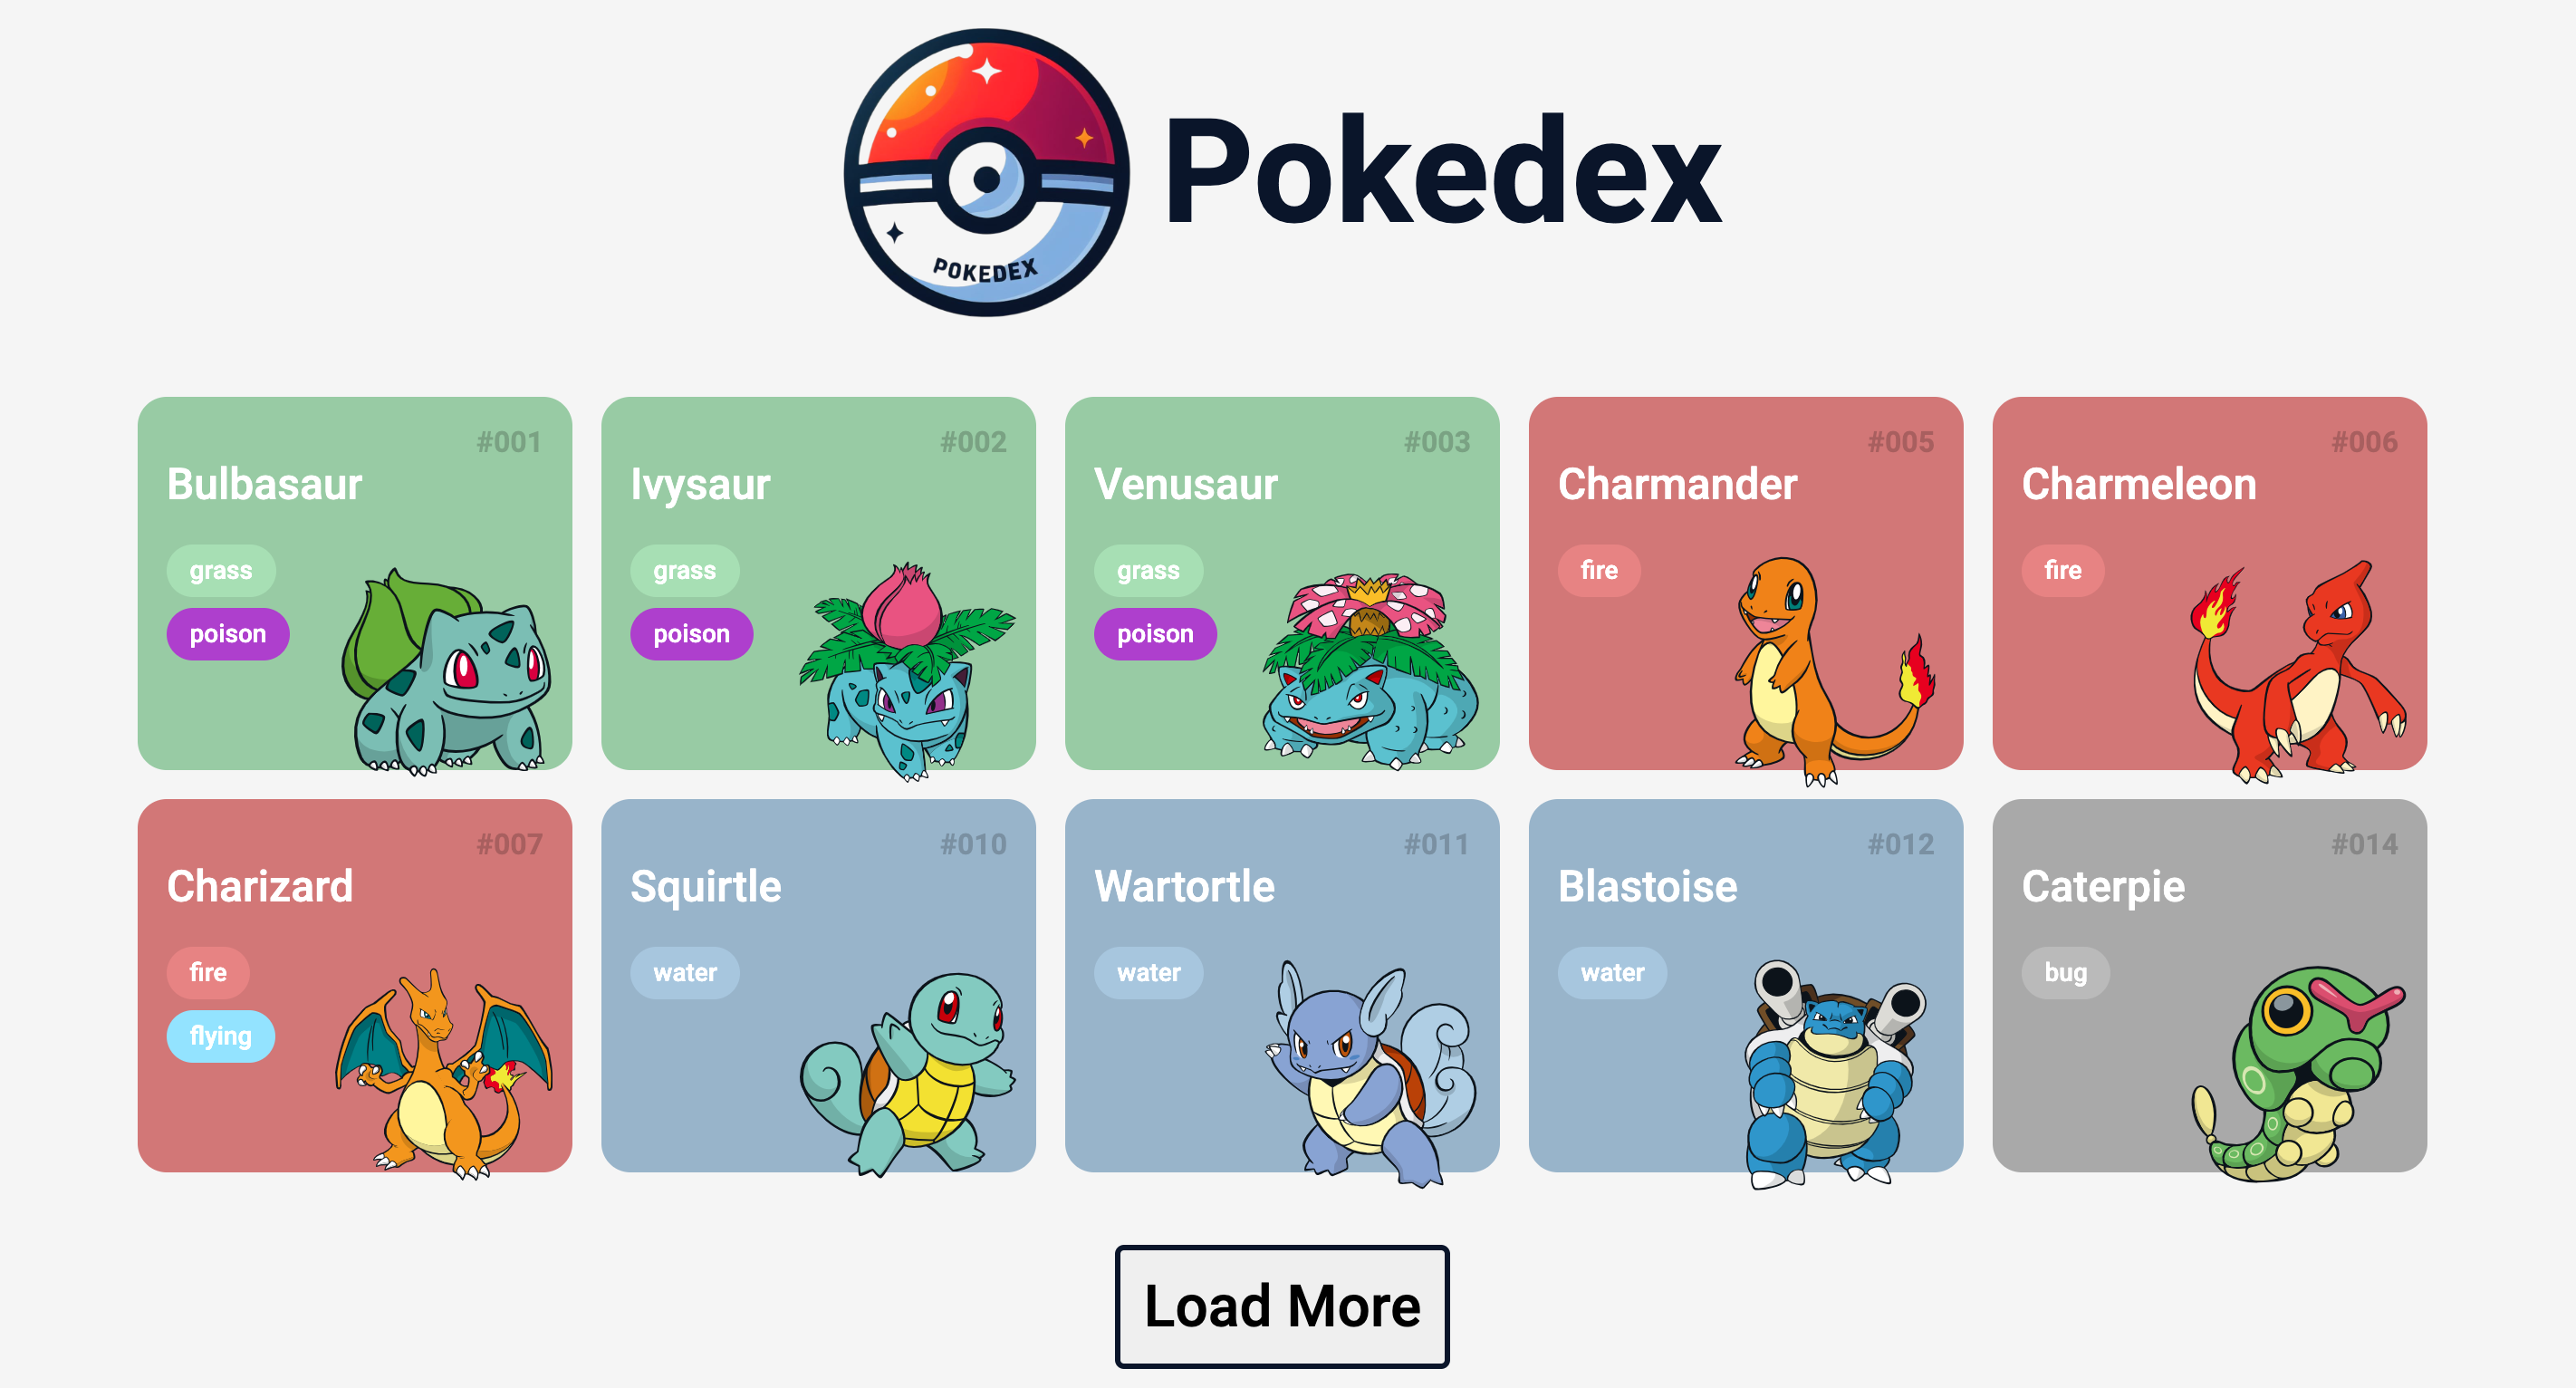 POKEDEX
Pokedex
#001
Bulbasaur
grass
poison
#002
Ivysaur
grass
poison
#003
Venusaur
grass
poison
#005
Charmander
fire
#006
Charmeleon
fire
#007
Charizard
fire
flying
#010
Squirtle
water
#011
Wartortle
water
#012
Blastoise
water
#014
Caterpie
bug
Load More